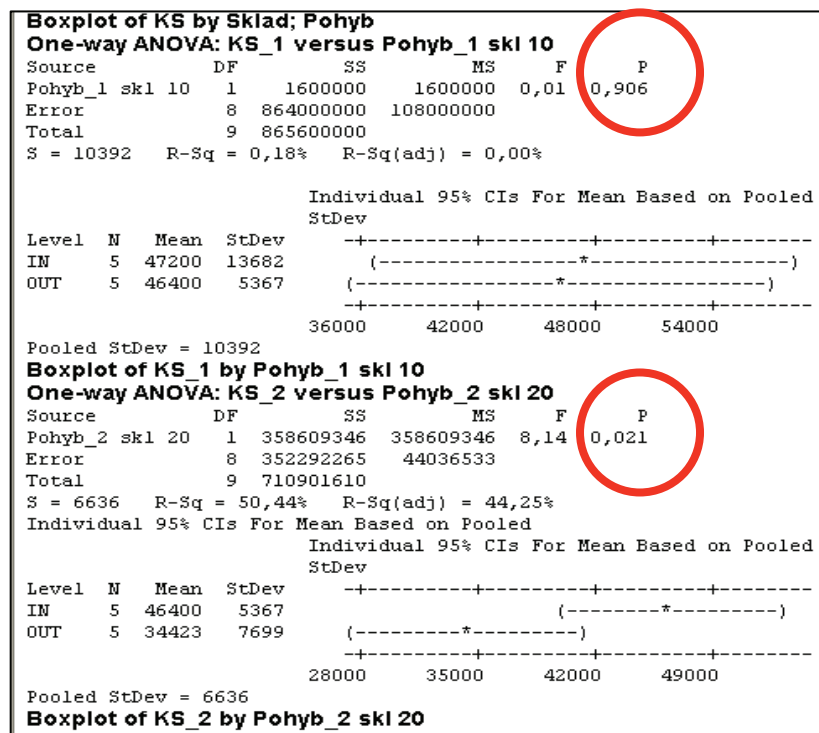 Boxplot of KS by Sklad; Pohyb
One-way ANOVA: KS_1 versus Pohyb_1 skl 10
Source DF SS MS F P
Pohyb_1 skl 10 1 1600000 1600000 0,01 0,906
Error 8 864000000 108000000
Total 9 865600000
S = 10392 R-Sq = 0,18% R-Sq(adj) = 0,00%
Individual 95% CIs For Mean Based on Pooled
StDev
Level N Mean StDev -+---------+---------+---------+--------
IN 5 47200 13682 (-----------------*-----------------)
OUT 5 46400 5367 (-----------------*-----------------)
-+---------+---------+---------+--------
36000 42000 48000 54000
Pooled StDev = 10392
Boxplot of KS_1 by Pohyb_1 skl 10
One-way ANOVA: KS_2 versus Pohyb_2 skl 20
Source DF SS MS F P
Pohyb_2 skl 20 1 358609346 358609346 8,14 0,021
Error 8 352292265 44036533
Total 9 710901610
S = 6636 R-Sq = 50,44% R-Sq(adj) = 44,25%
Individual 95% CIs For Mean Based on Pooled
Individual 95% CIs For Mean Based on Pooled
StDev
Level N Mean StDev -+---------+---------+---------+--------
IN 5 46400 5367 (--------*---------)
OUT 5 34423 7699 (---------*---------)
-+---------+---------+---------+--------
28000 35000 42000 49000
Pooled StDev = 6636
Boxplot of KS_2 by Pohyb_2 skl 20